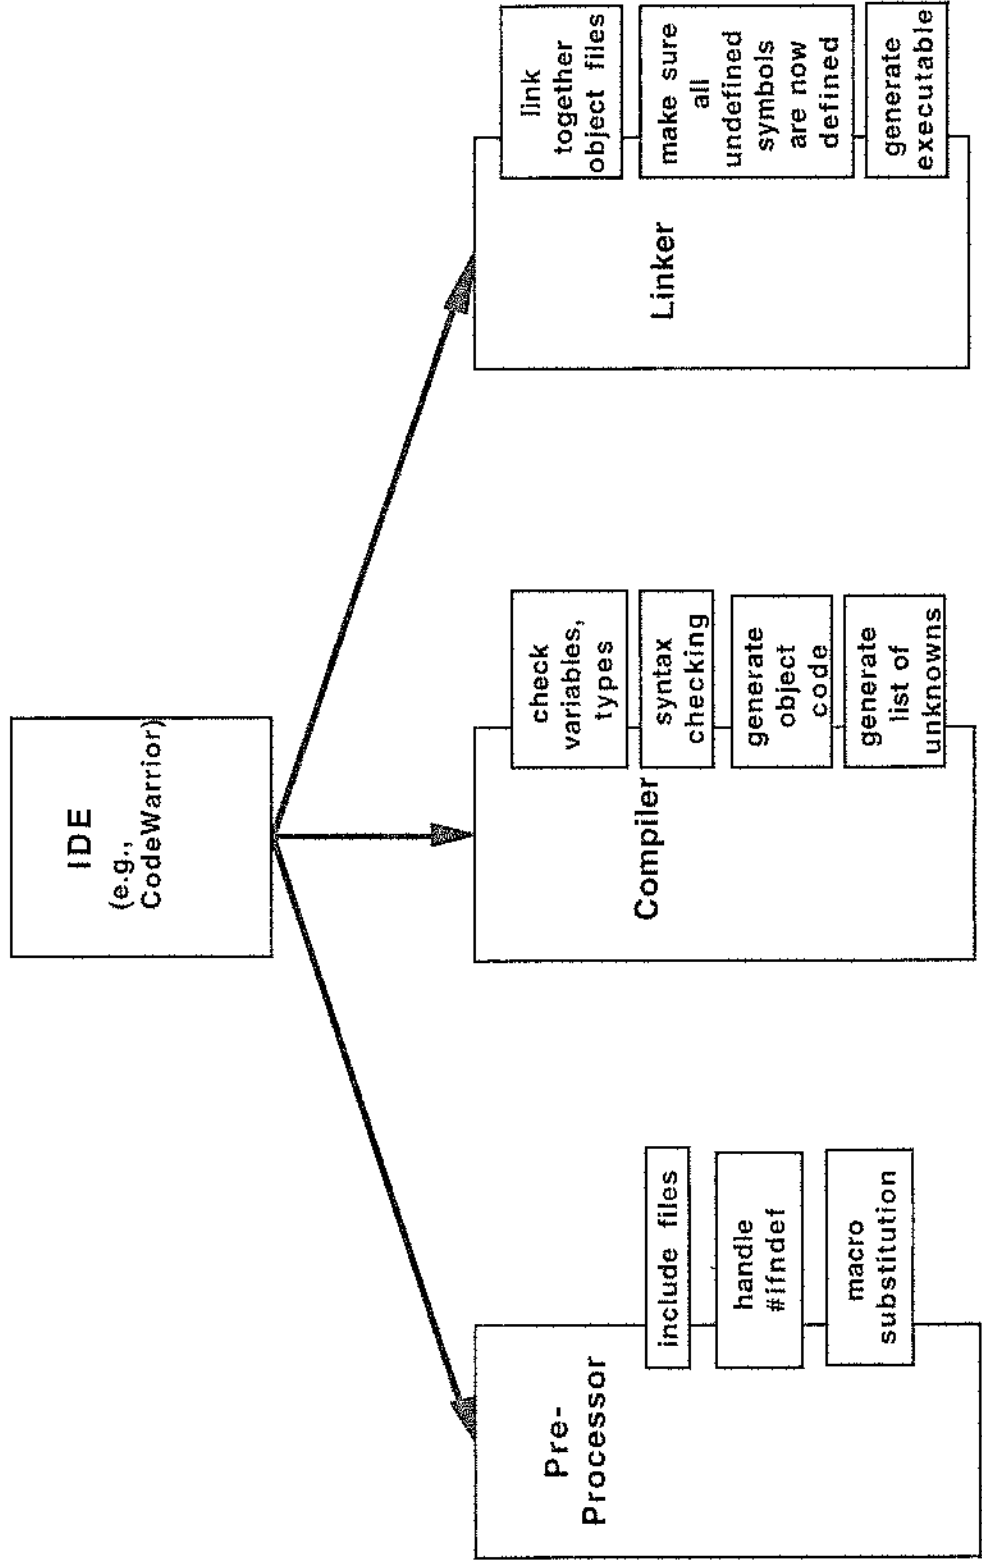 IDE
(e.g.,
CodeWarrior)
Pre-
Processor
include files
handle
#ifndef
macro
substitution
Compiler
check
variables,
types
syntax
checking
generate
object
code
generate
list of
unknowns
Linker
link
together
object files
make sure
all
undefined
symbols
are now
defined
generate
executable